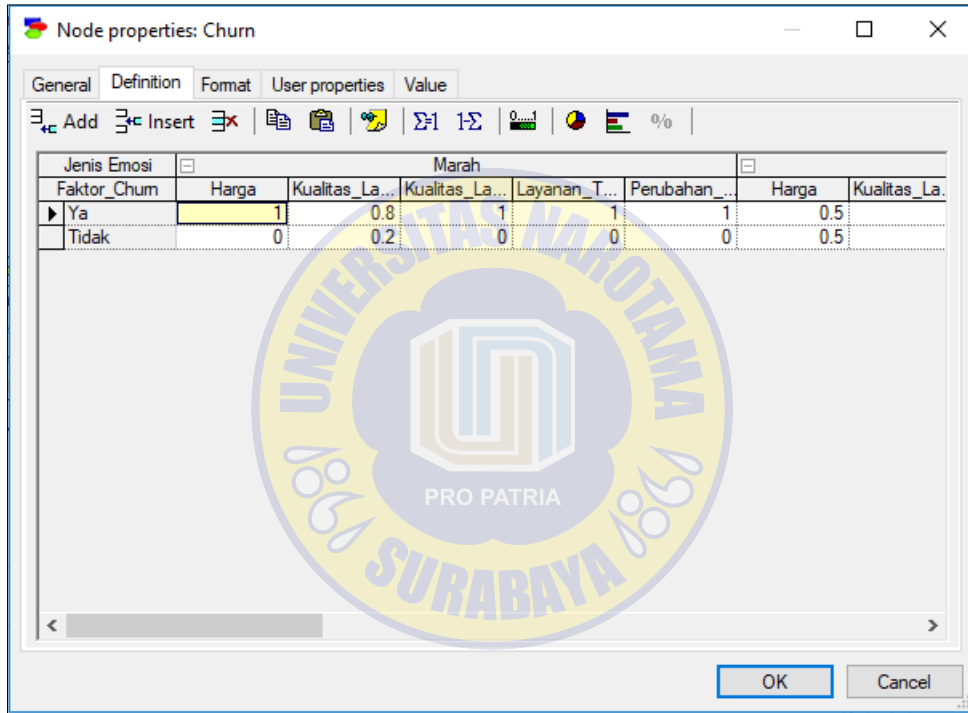 Node properties: Churn
General Definition Format User properties Value
Add Insert Σ=1 1-Σ %
Jenis Emosi Marah
Faktor_Churn Harga Kualitas_La... Kualitas_La... Layanan_T... Perubahan_... Harga Kualitas_La.
Ya 1 0.8 1 1 1 0.5
Tidak 0 0.2 0 0 0 0.5
UNIVERSITAS NAROTAMA
PRO PATRIA
SURABAYA
OK Cancel